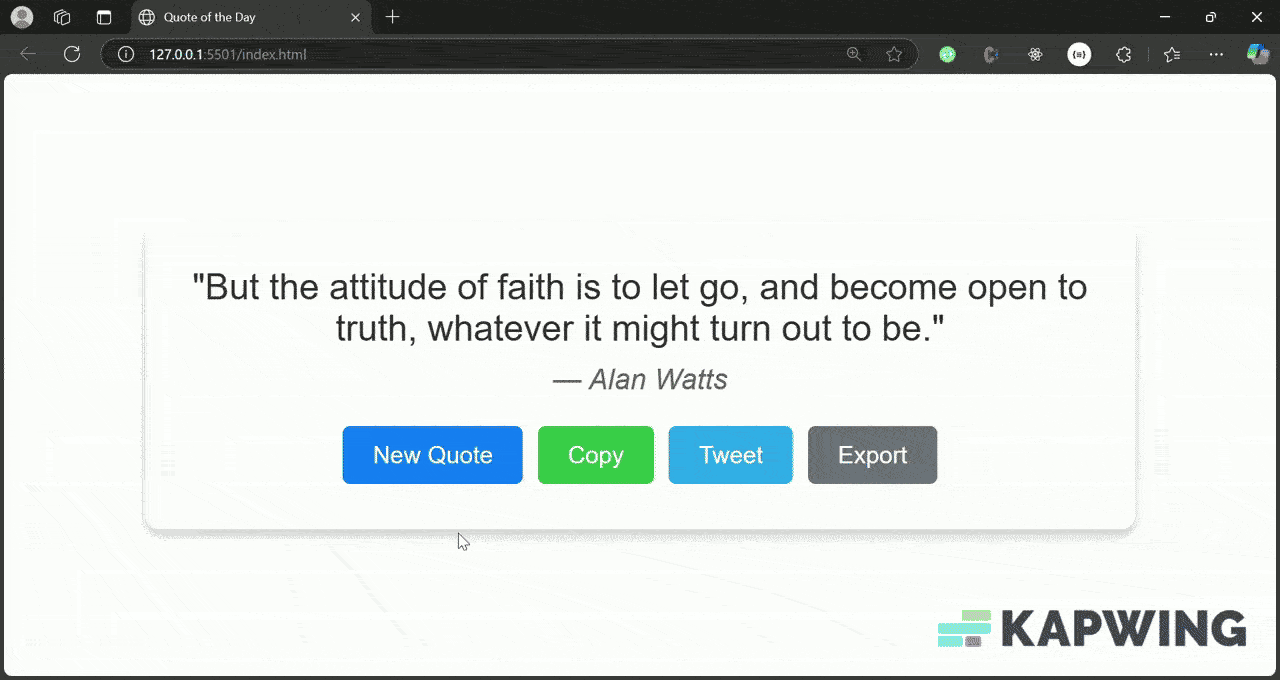 Quote of the Day
127.0.0.1:5501/index.html
"But the attitude of faith is to let go, and become open to
truth, whatever it might turn out to be."
— Alan Watts
New Quote Copy Tweet Export
KAPWING